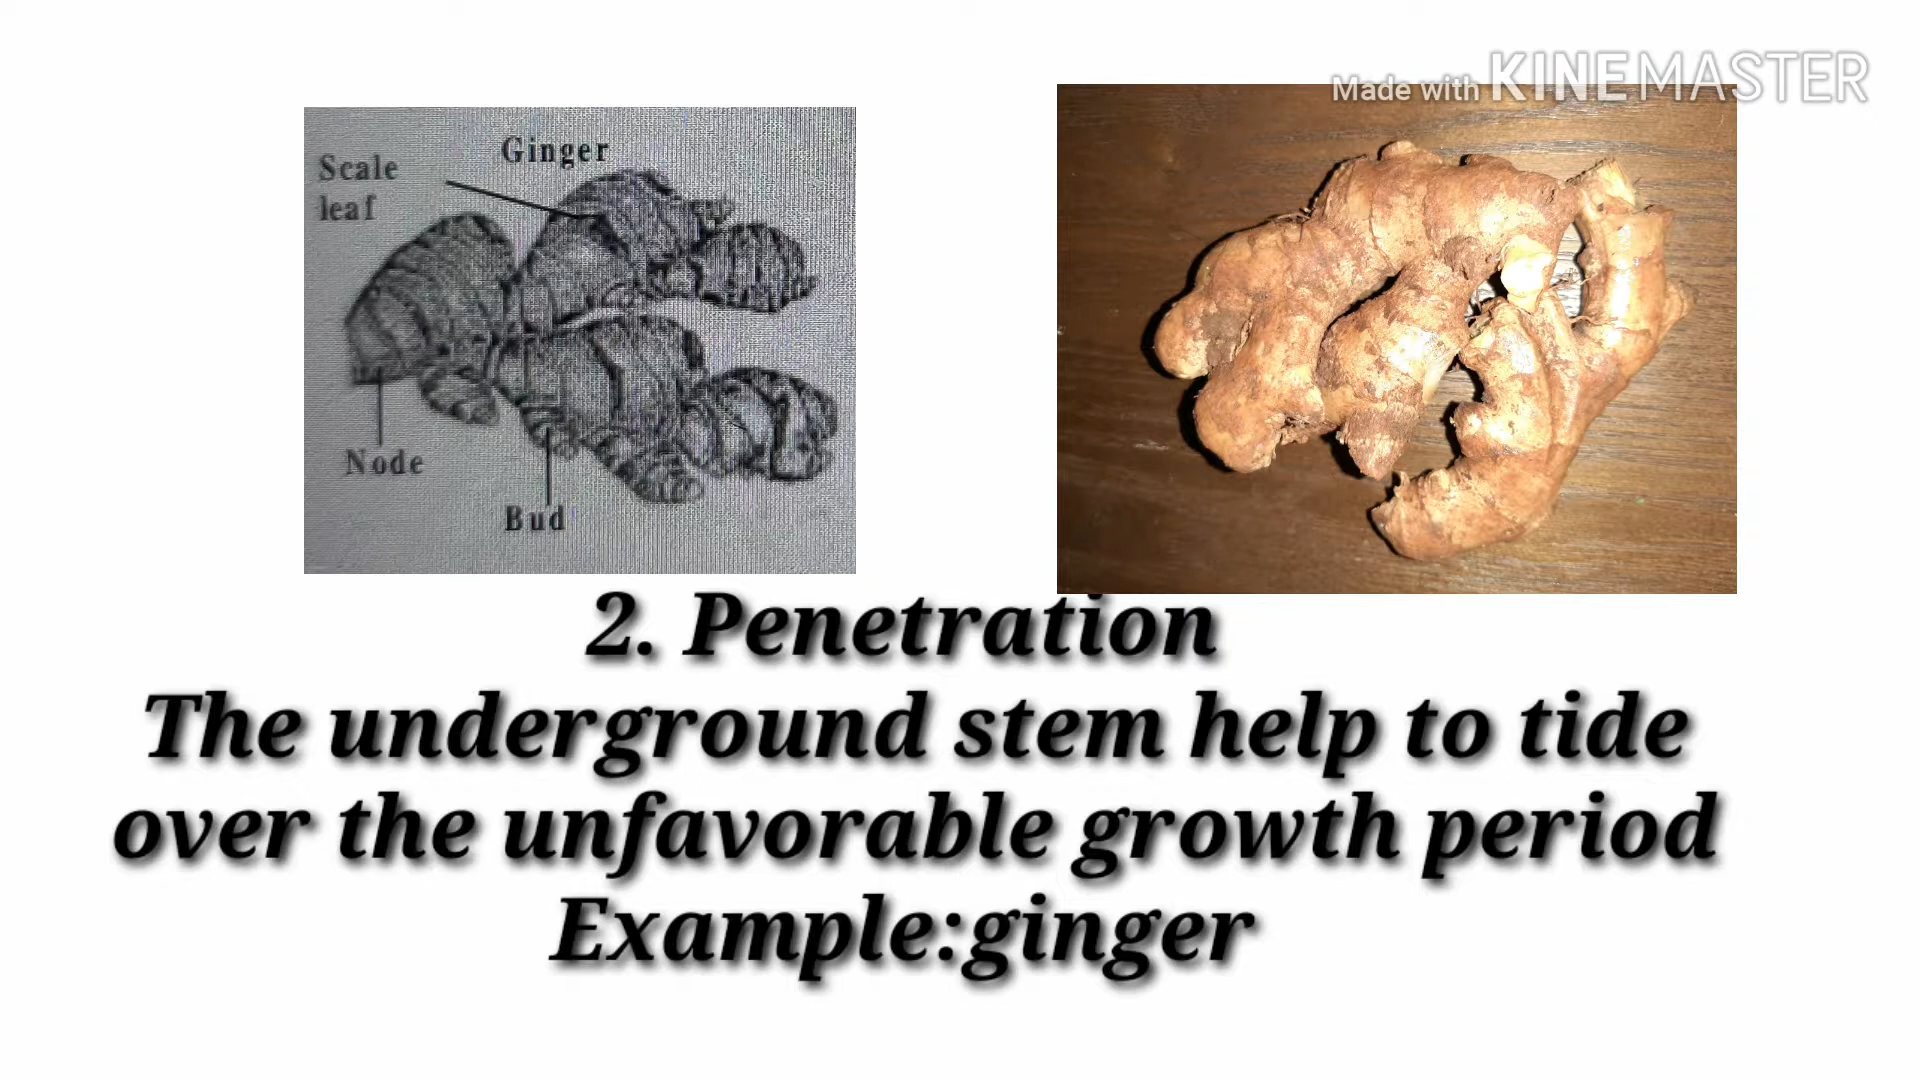 Made with KINEMASTER
Ginger
Scale
leaf
Node
Bud
2. Penetration
The underground stem help to tide
over the unfavorable growth period
Example:ginger